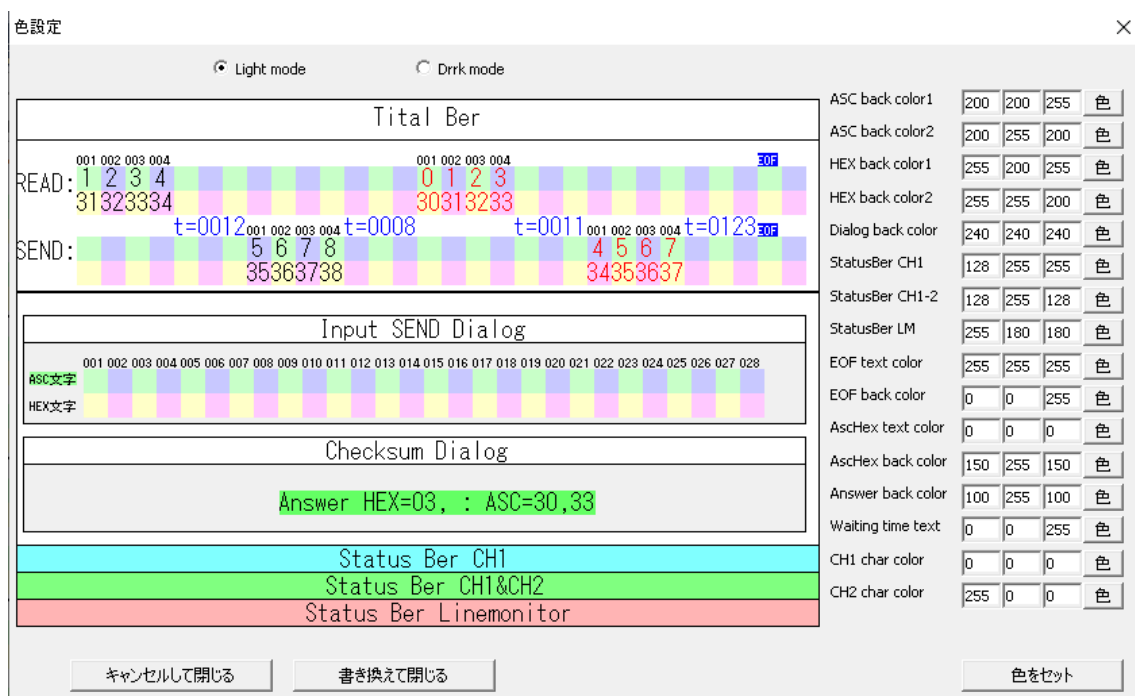 色設定
Light mode Drrk mode
Tital Ber
001 002 003 004 001 002 003 004 EOF
READ: 1 2 3 4 0 1 2 3
31323334 30313233
t=0012 001 002 003 004 t=0008 t=0011 001 002 003 004 t=0123 EOF
SEND: 5 6 7 8 4 5 6 7
35363738 34353637
Input SEND Dialog
001 002 003 004 005 006 007 008 009 010 011 012 013 014 015 016 017 018 019 020 021 022 023 024 025 026 027 028
ASC文字
HEX文字
Checksum Dialog
Answer HEX=03, : ASC=30,33
Status Ber CH1
Status Ber CH1&CH2
Status Ber Linemonitor
ASC back color1 200 200 255 色
ASC back color2 200 255 200 色
HEX back color1 255 200 255 色
HEX back color2 255 255 200 色
Dialog back color 240 240 240 色
StatusBer CH1 128 255 255 色
StatusBer CH1-2 128 255 128 色
StatusBer LM 255 180 180 色
EOF text color 255 255 255 色
EOF back color 0 0 255 色
AscHex text color 0 0 0 色
AscHex back color 150 255 150 色
Answer back color 100 255 100 色
Waiting time text 0 0 255 色
CH1 char color 0 0 0 色
CH2 char color 255 0 0 色
キャンセルして閉じる 書き換えて閉じる 色をセット